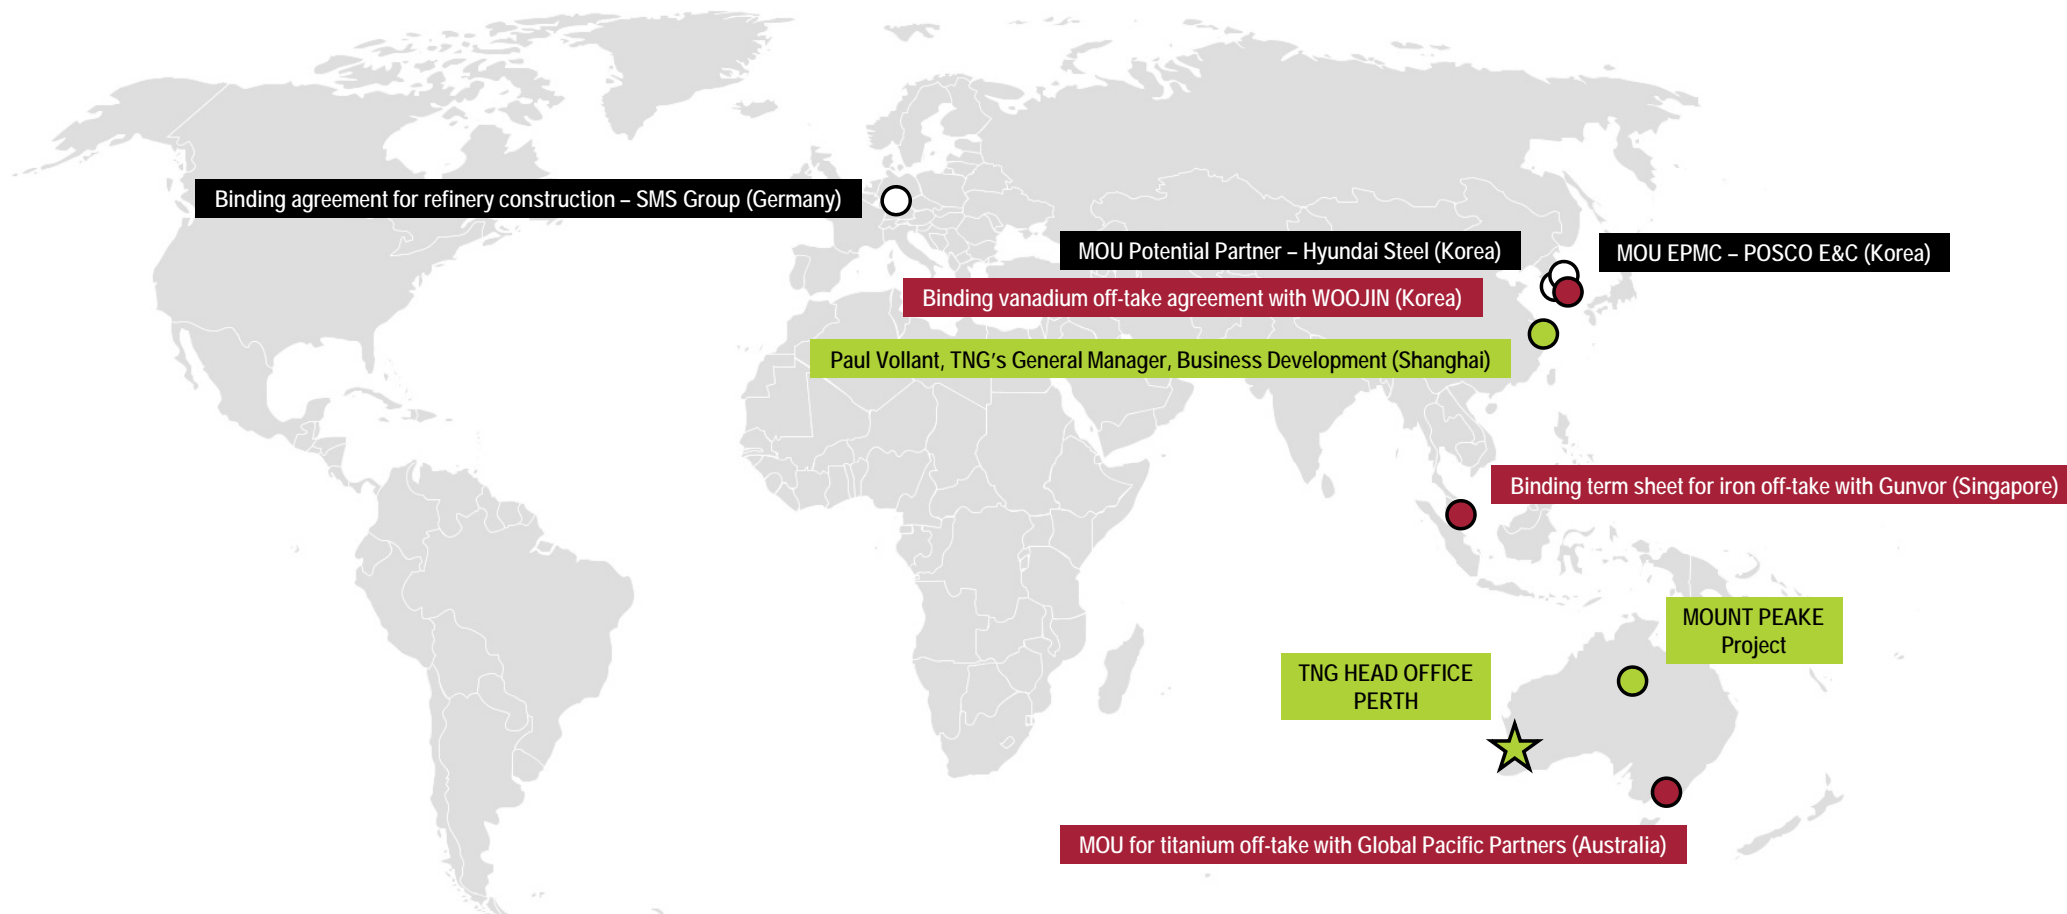 Binding agreement for refinery construction – SMS Group (Germany)
MOU Potential Partner – Hyundai Steel (Korea)
MOU EPMC – POSCO E&C (Korea)
Binding vanadium off-take agreement with WOOJIN (Korea)
Paul Vollant, TNG's General Manager, Business Development (Shanghai)
Binding term sheet for iron off-take with Gunvor (Singapore)
MOUNT PEAKE
Project
TNG HEAD OFFICE
PERTH
MOU for titanium off-take with Global Pacific Partners (Australia)